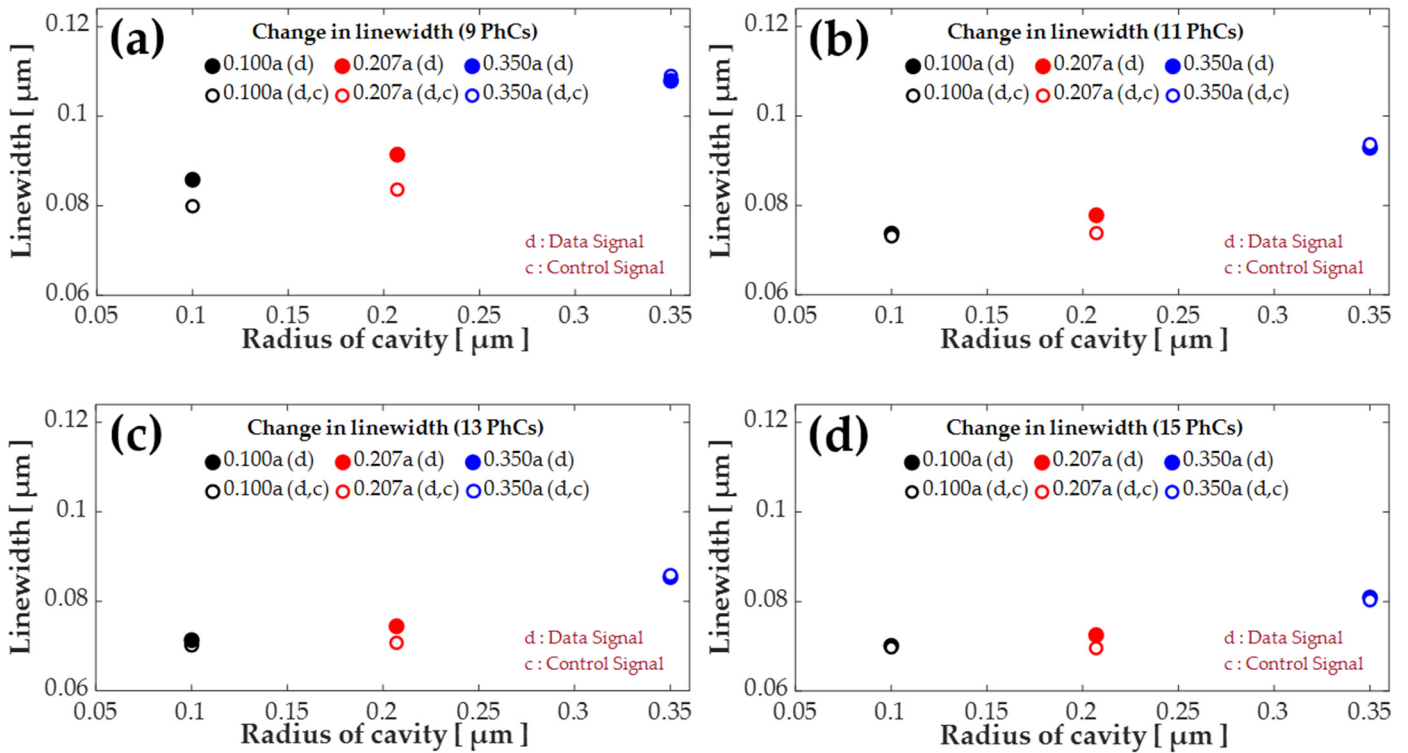 (a)
Change in linewidth (9 PhCs)
0.100a (d) 0.207a (d) 0.350a (d)
0.100a (d,c) 0.207a (d,c) 0.350a (d,c)
d : Data Signal
c : Control Signal
Linewidth [ μm ]
0.12
0.1
0.08
0.06
0.05 0.1 0.15 0.2 0.25 0.3 0.35
Radius of cavity [ μm ]
(b)
Change in linewidth (11 PhCs)
0.100a (d) 0.207a (d) 0.350a (d)
0.100a (d,c) 0.207a (d,c) 0.350a (d,c)
d : Data Signal
c : Control Signal
Linewidth [ μm ]
0.12
0.1
0.08
0.06
0.05 0.1 0.15 0.2 0.25 0.3 0.35
Radius of cavity [ μm ]
(c)
Change in linewidth (13 PhCs)
0.100a (d) 0.207a (d) 0.350a (d)
0.100a (d,c) 0.207a (d,c) 0.350a (d,c)
d : Data Signal
c : Control Signal
Linewidth [ μm ]
0.12
0.1
0.08
0.06
0.05 0.1 0.15 0.2 0.25 0.3 0.35
Radius of cavity [ μm ]
(d)
Change in linewidth (15 PhCs)
0.100a (d) 0.207a (d) 0.350a (d)
0.100a (d,c) 0.207a (d,c) 0.350a (d,c)
d : Data Signal
c : Control Signal
Linewidth [ μm ]
0.12
0.1
0.08
0.06
0.05 0.1 0.15 0.2 0.25 0.3 0.35
Radius of cavity [ μm ]